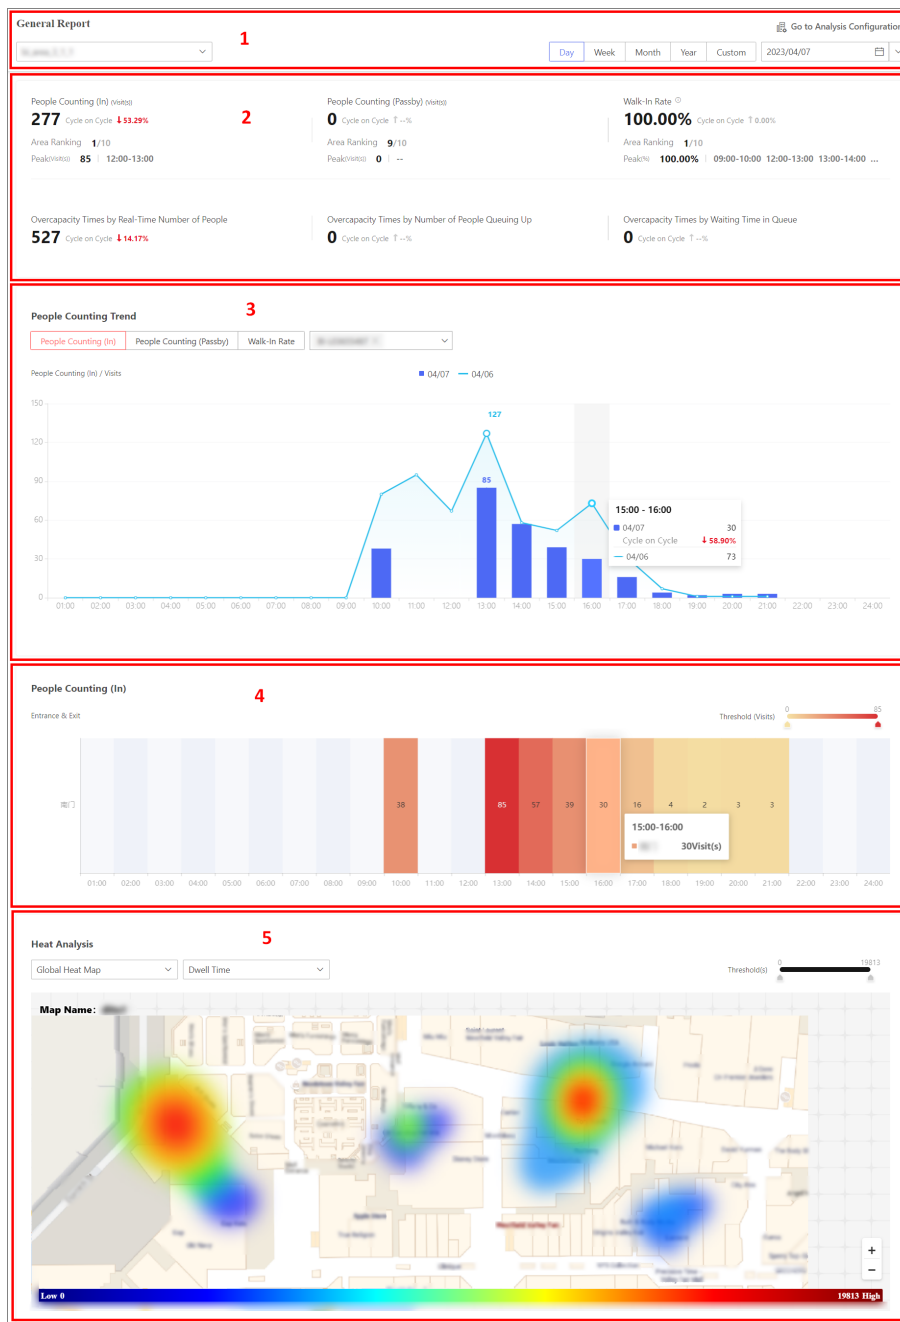 General Report
1
Go to Analysis Configuration
Day Week Month Year Custom 2023/04/07
2
People Counting (In) (Visit(s)) People Counting (Passby) (Visit(s)) Walk-In Rate
277 Cycle on Cycle ↓ 53.29% 0 Cycle on Cycle ↑ --% 100.00% Cycle on Cycle ↑ 0.00%
Area Ranking 1/10 Area Ranking 9/10 Area Ranking 1/10
Peak(Visit(s)) 85 | 12:00-13:00 Peak(Visit(s)) 0 | -- Peak(%) 100.00% | 09:00-10:00 12:00-13:00 13:00-14:00 ...
Overcapacity Times by Real-Time Number of People Overcapacity Times by Number of People Queuing Up Overcapacity Times by Waiting Time in Queue
527 Cycle on Cycle ↓ 14.17% 0 Cycle on Cycle ↑ --% 0 Cycle on Cycle ↑ --%
3
People Counting Trend
People Counting (In) People Counting (Passby) Walk-In Rate
People Counting (In) / Visits 04/07 04/06
150
127
120
90
85
60
15:00 - 16:00
04/07 30
Cycle on Cycle ↓ 58.90%
04/06 73
30
0
01:00 02:00 03:00 04:00 05:00 06:00 07:00 08:00 09:00 10:00 11:00 12:00 13:00 14:00 15:00 16:00 17:00 18:00 19:00 20:00 21:00 22:00 23:00 24:00
4
People Counting (In)
Entrance & Exit Threshold (Visits) 0 85
南门 38 85 57 39 30 16 4 2 3 3
15:00-16:00
30Visit(s)
01:00 02:00 03:00 04:00 05:00 06:00 07:00 08:00 09:00 10:00 11:00 12:00 13:00 14:00 15:00 16:00 17:00 18:00 19:00 20:00 21:00 22:00 23:00 24:00
5
Heat Analysis
Global Heat Map Dwell Time Threshold(s) 0 19813
Map Name:
+
−
Low 0 19813 High